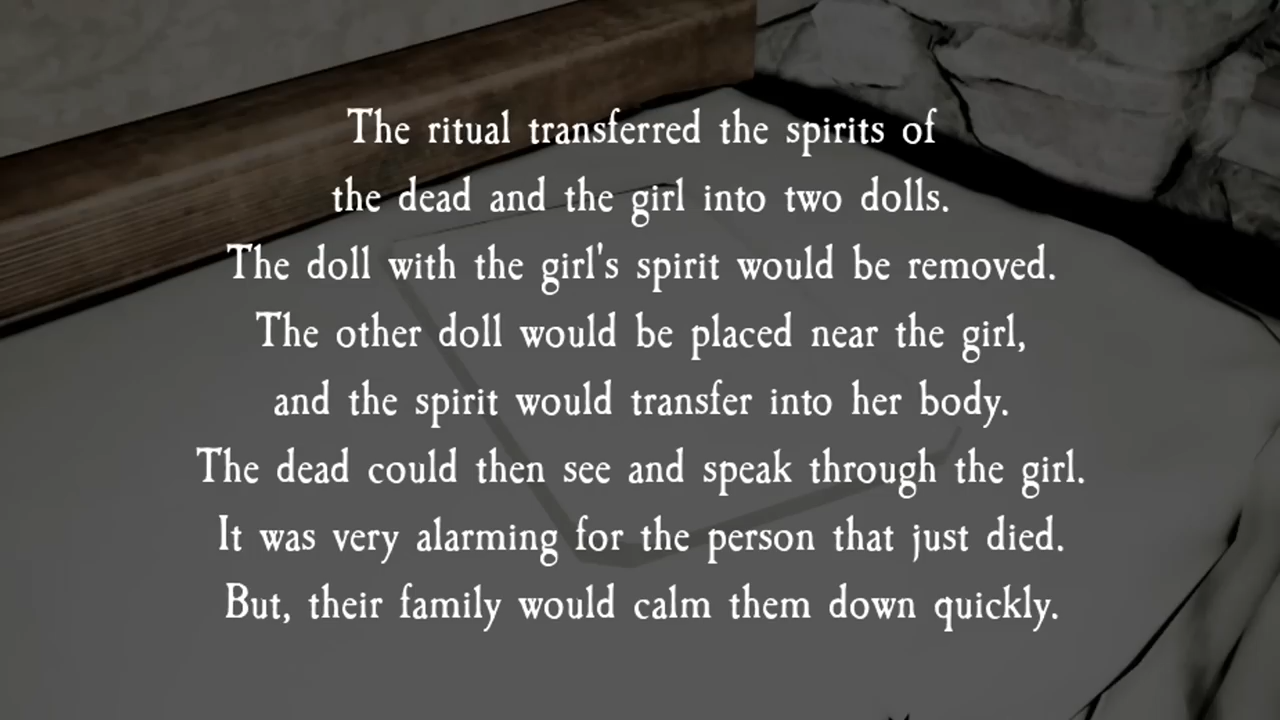 The ritual transferred the spirits of
the dead and the girl into two dolls.
The doll with the girl's spirit would be removed.
The other doll would be placed near the girl,
and the spirit would transfer into her body.
The dead could then see and speak through the girl.
It was very alarming for the person that just died.
But, their family would calm them down quickly.